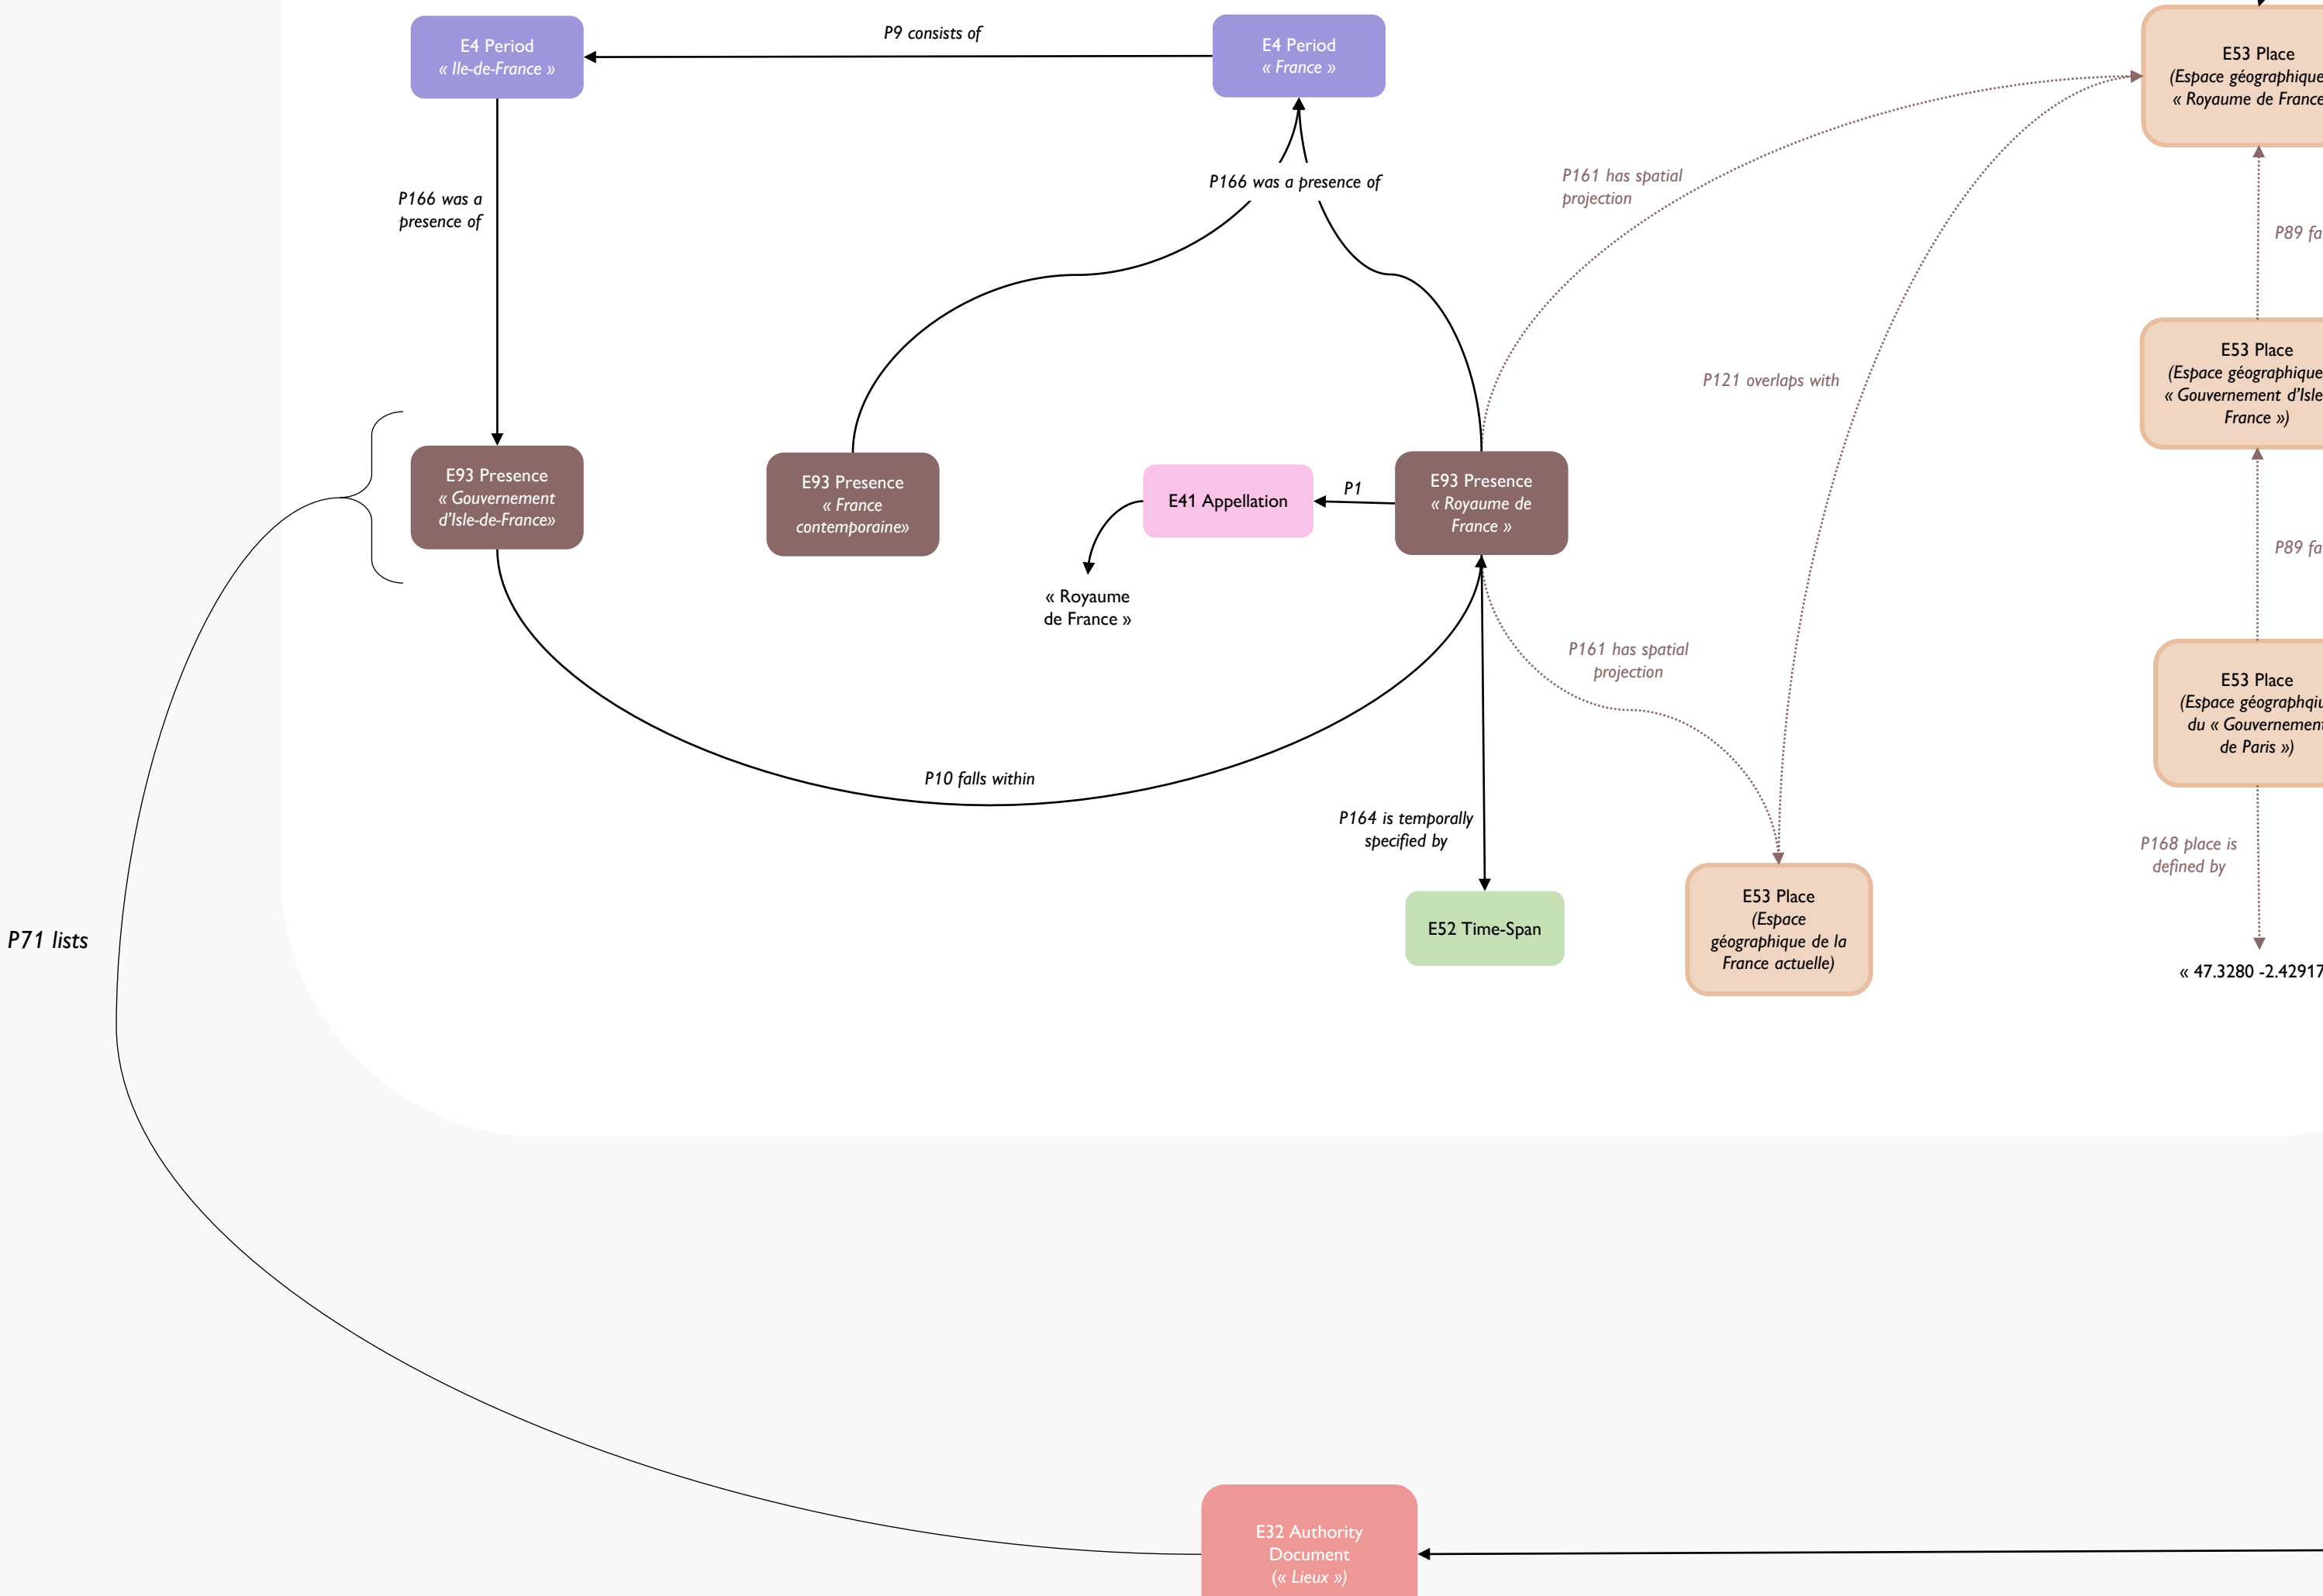 P9 consists of
E4 Period
« Ile-de-France »
E4 Period
« France »
E53 Place
(Espace géographique
« Royaume de France
P166 was a
presence of
P166 was a presence of
P161 has spatial
projection
P89 fa
P121 overlaps with
E53 Place
(Espace géographique
« Gouvernement d'Isle
France »)
E93 Presence
« Gouvernement
d'Isle-de-France»
E93 Presence
« France
contemporaine»
E41 Appellation
P1
E93 Presence
« Royaume de
France »
« Royaume
de France »
P89 fa
P161 has spatial
projection
E53 Place
(Espace géographqiu
du « Gouvernement
de Paris »)
P10 falls within
P164 is temporally
specified by
P168 place is
defined by
P71 lists
E52 Time-Span
E53 Place
(Espace
géographique de la
France actuelle)
« 47.3280 -2.42917
E32 Authority
Document
(« Lieux »)